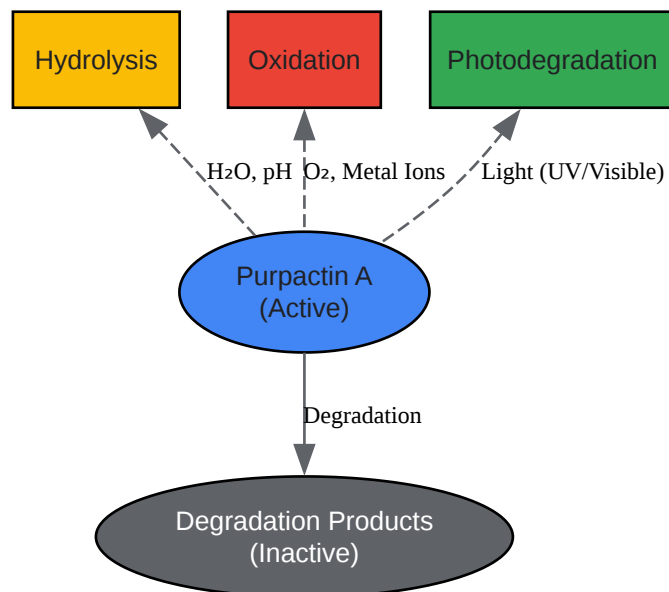 Hydrolysis
Oxidation
Photodegradation
H₂O, pH
O₂, Metal Ions
Light (UV/Visible)
Purpactin A
(Active)
Degradation
Degradation Products
(Inactive)